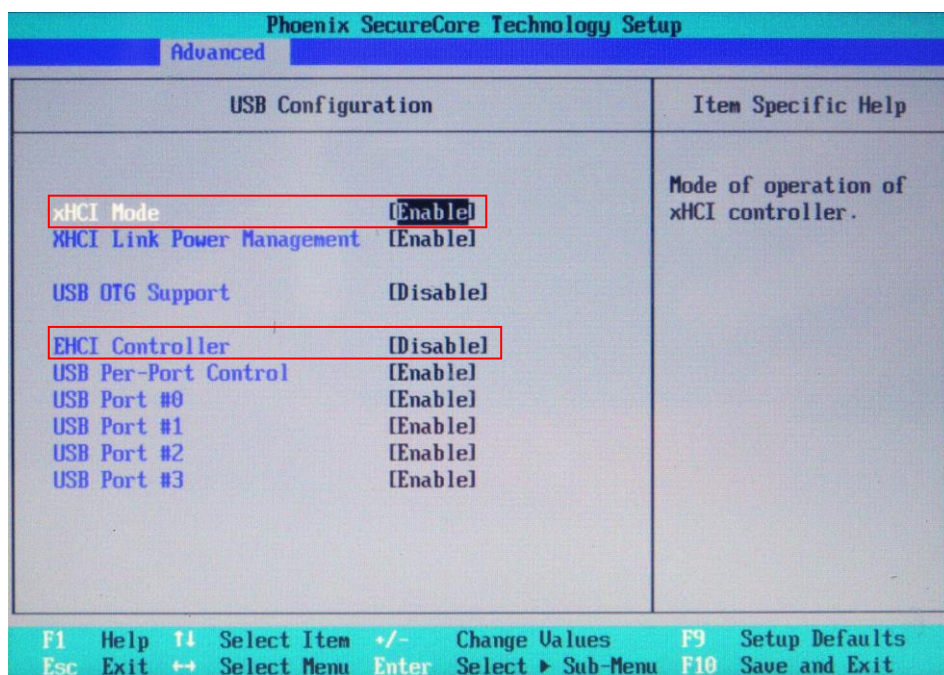 Phoenix SecureCore Technology Setup
Advanced
USB Configuration
Item Specific Help
xHCI Mode [Enable]
XHCI Link Power Management [Enable]
USB OTG Support [Disable]
EHCI Controller [Disable]
USB Per-Port Control [Enable]
USB Port #0 [Enable]
USB Port #1 [Enable]
USB Port #2 [Enable]
USB Port #3 [Enable]
Mode of operation of
xHCI controller.
F1 Help ↑↓ Select Item +/- Change Values F9 Setup Defaults
Esc Exit ↔ Select Menu Enter Select ▶ Sub-Menu F10 Save and Exit